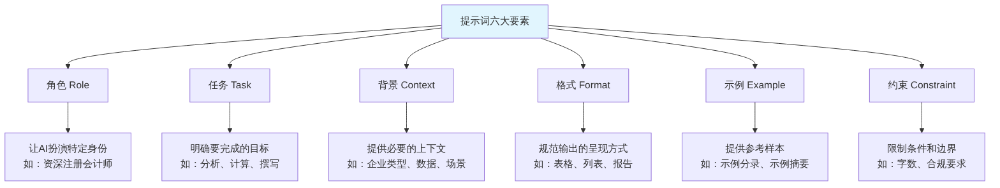 提示词六大要素
角色 Role
任务 Task
背景 Context
格式 Format
示例 Example
约束 Constraint
让AI扮演特定身份
如：资深注册会计师
明确要完成的目标
如：分析、计算、撰写
提供必要的上下文
如：企业类型、数据、场景
规范输出的呈现方式
如：表格、列表、报告
提供参考样本
如：示例分录、示例摘要
限制条件和边界
如：字数、合规要求